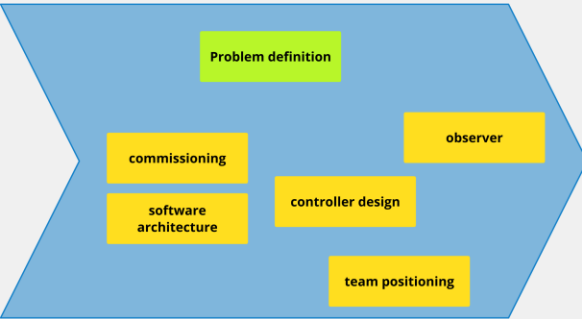 Problem definition
observer
commissioning
controller design
software
architecture
team positioning